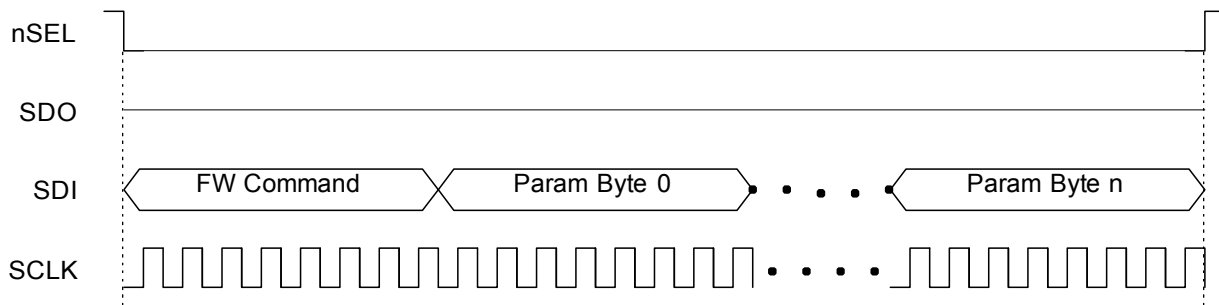 nSEL
SDO
SDI FW Command Param Byte 0 Param Byte n
SCLK